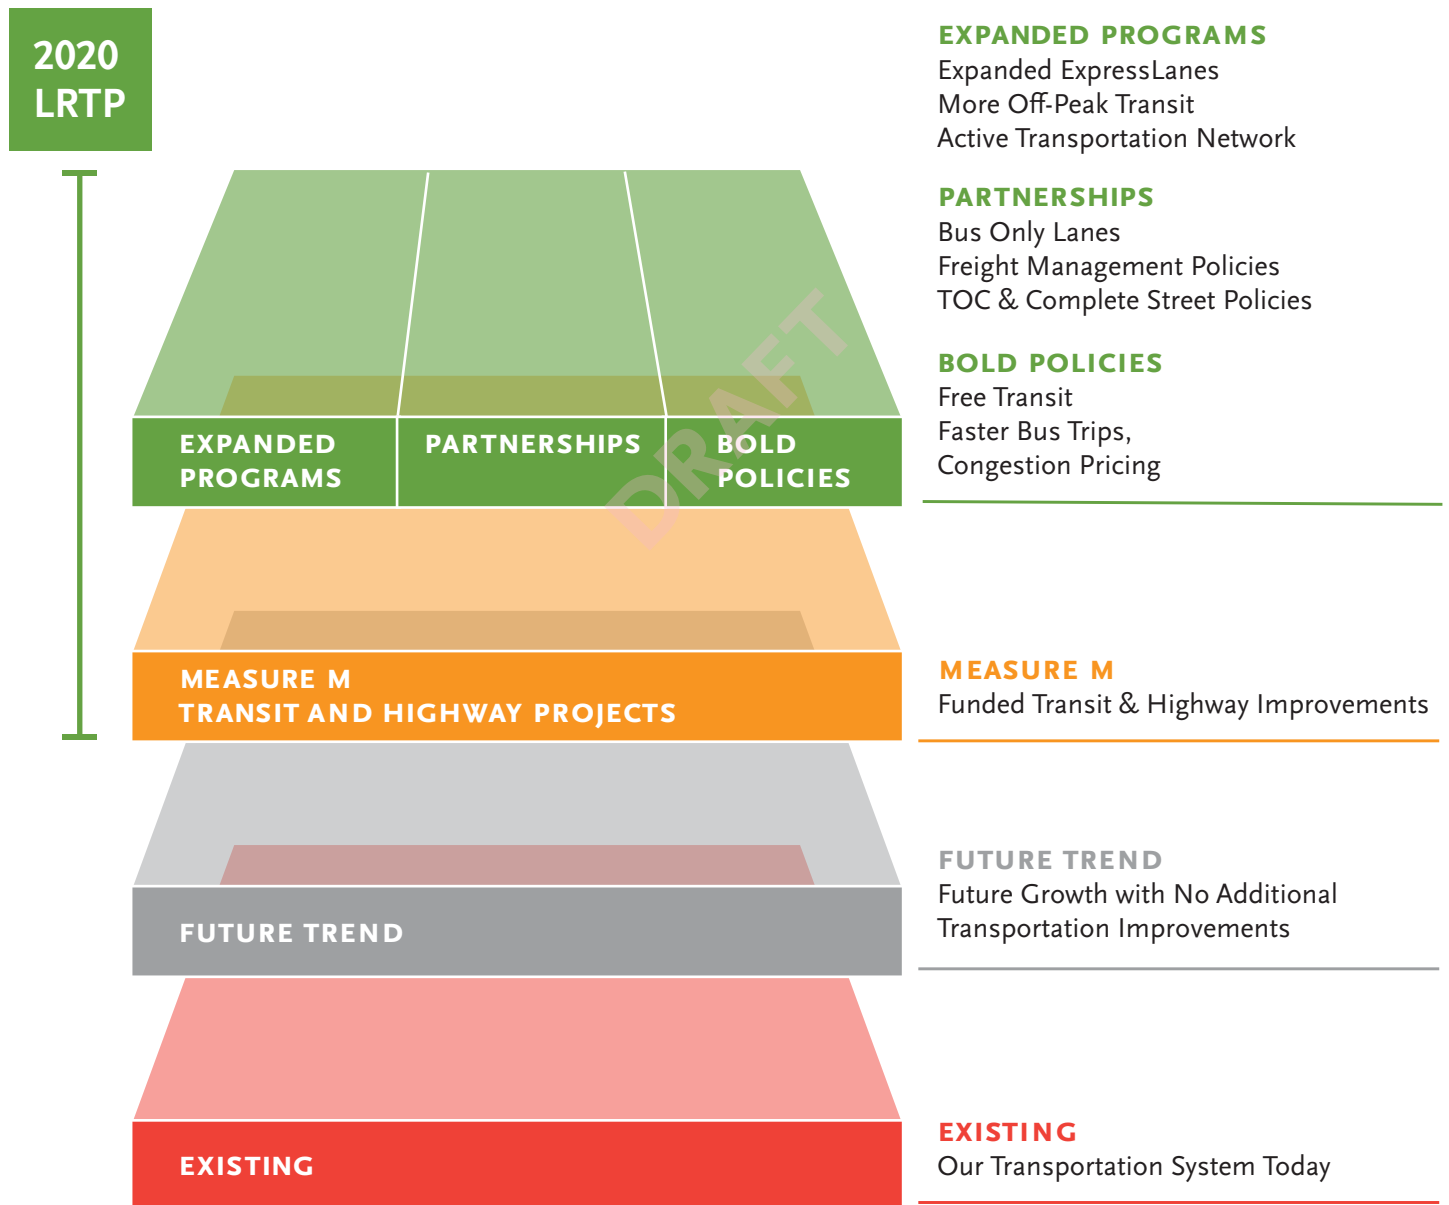 2020
LRTP
EXPANDED PROGRAMS
Expanded ExpressLanes
More Off-Peak Transit
Active Transportation Network
PARTNERSHIPS
Bus Only Lanes
Freight Management Policies
TOC & Complete Street Policies
BOLD POLICIES
Free Transit
Faster Bus Trips,
Congestion Pricing
EXPANDED
PROGRAMS
PARTNERSHIPS
BOLD
POLICIES
DRAFT
MEASURE M
TRANSIT AND HIGHWAY PROJECTS
MEASURE M
Funded Transit & Highway Improvements
FUTURE TREND
FUTURE TREND
Future Growth with No Additional
Transportation Improvements
EXISTING
EXISTING
Our Transportation System Today